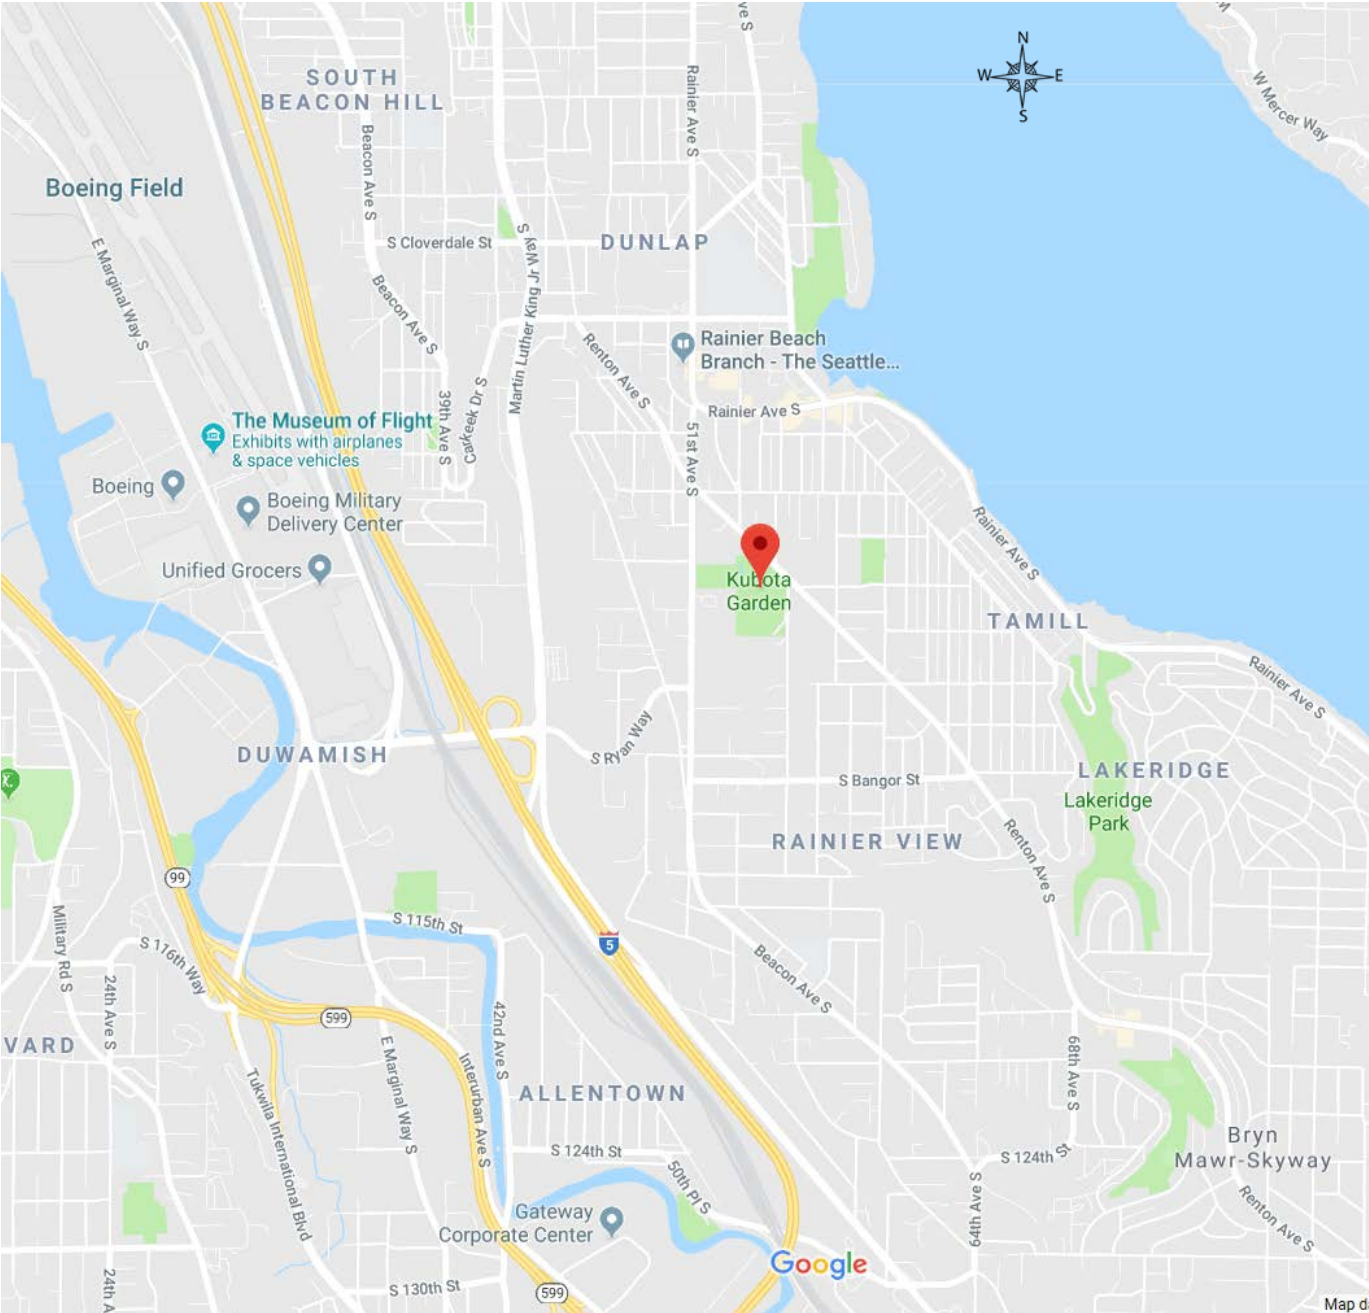 ve S
N
W
E
S
W Mercer Way
SOUTH
BEACON HILL
Rainier Ave S
Beacon Ave S
Boeing Field
S Cloverdale St
DUNLAP
E Marginal Way S
Martin Luther King Jr Way S
Beacon Ave S
Renton Ave S
Rainier Beach
Branch - The Seattle...
39th Ave S
Carkeek Dr S
Rainier Ave S
The Museum of Flight
Exhibits with airplanes
& space vehicles
51st Ave S
Boeing
Boeing Military
Delivery Center
Rainier Ave S
Unified Grocers
Kubota
Garden
TAMILL
Rainier Ave S
S Ryan Way
DUWAMISH
S Bangor St
LAKERIDGE
Lakeridge
Park
RAINIER VIEW
Renton Ave S
99
Military Rd S
S 115th St
5
S 116th Way
Beacon Ave S
24th Ave S
42nd Ave S
599
VARD
E Marginal Way S
Interurban Ave S
68th Ave S
Tukwila International Blvd
ALLENTOWN
Bryn
Mawr-Skyway
S 124th St
S 124th St
50th Pl S
64th Ave S
Renton Ave S
Gateway
Corporate Center
Google
24th A
S 130th St
599
Map d